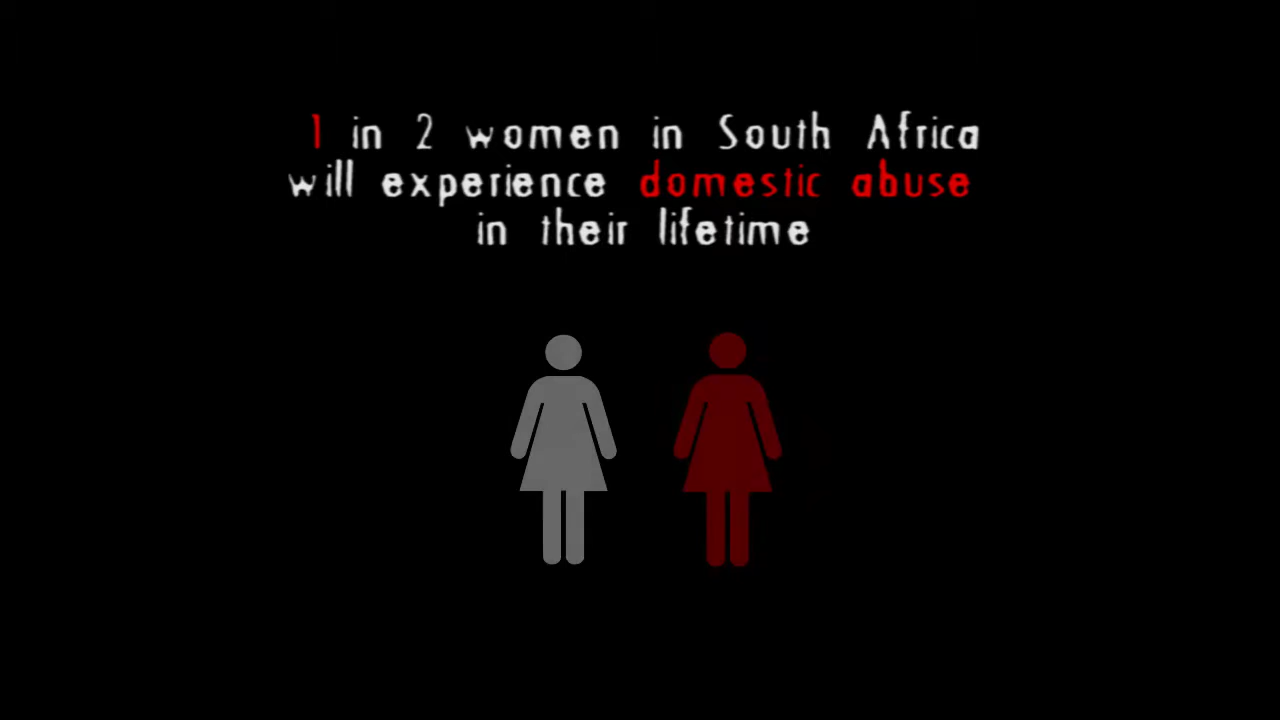 1 in 2 women in South Africa
will experience domestic abuse
in their lifetime